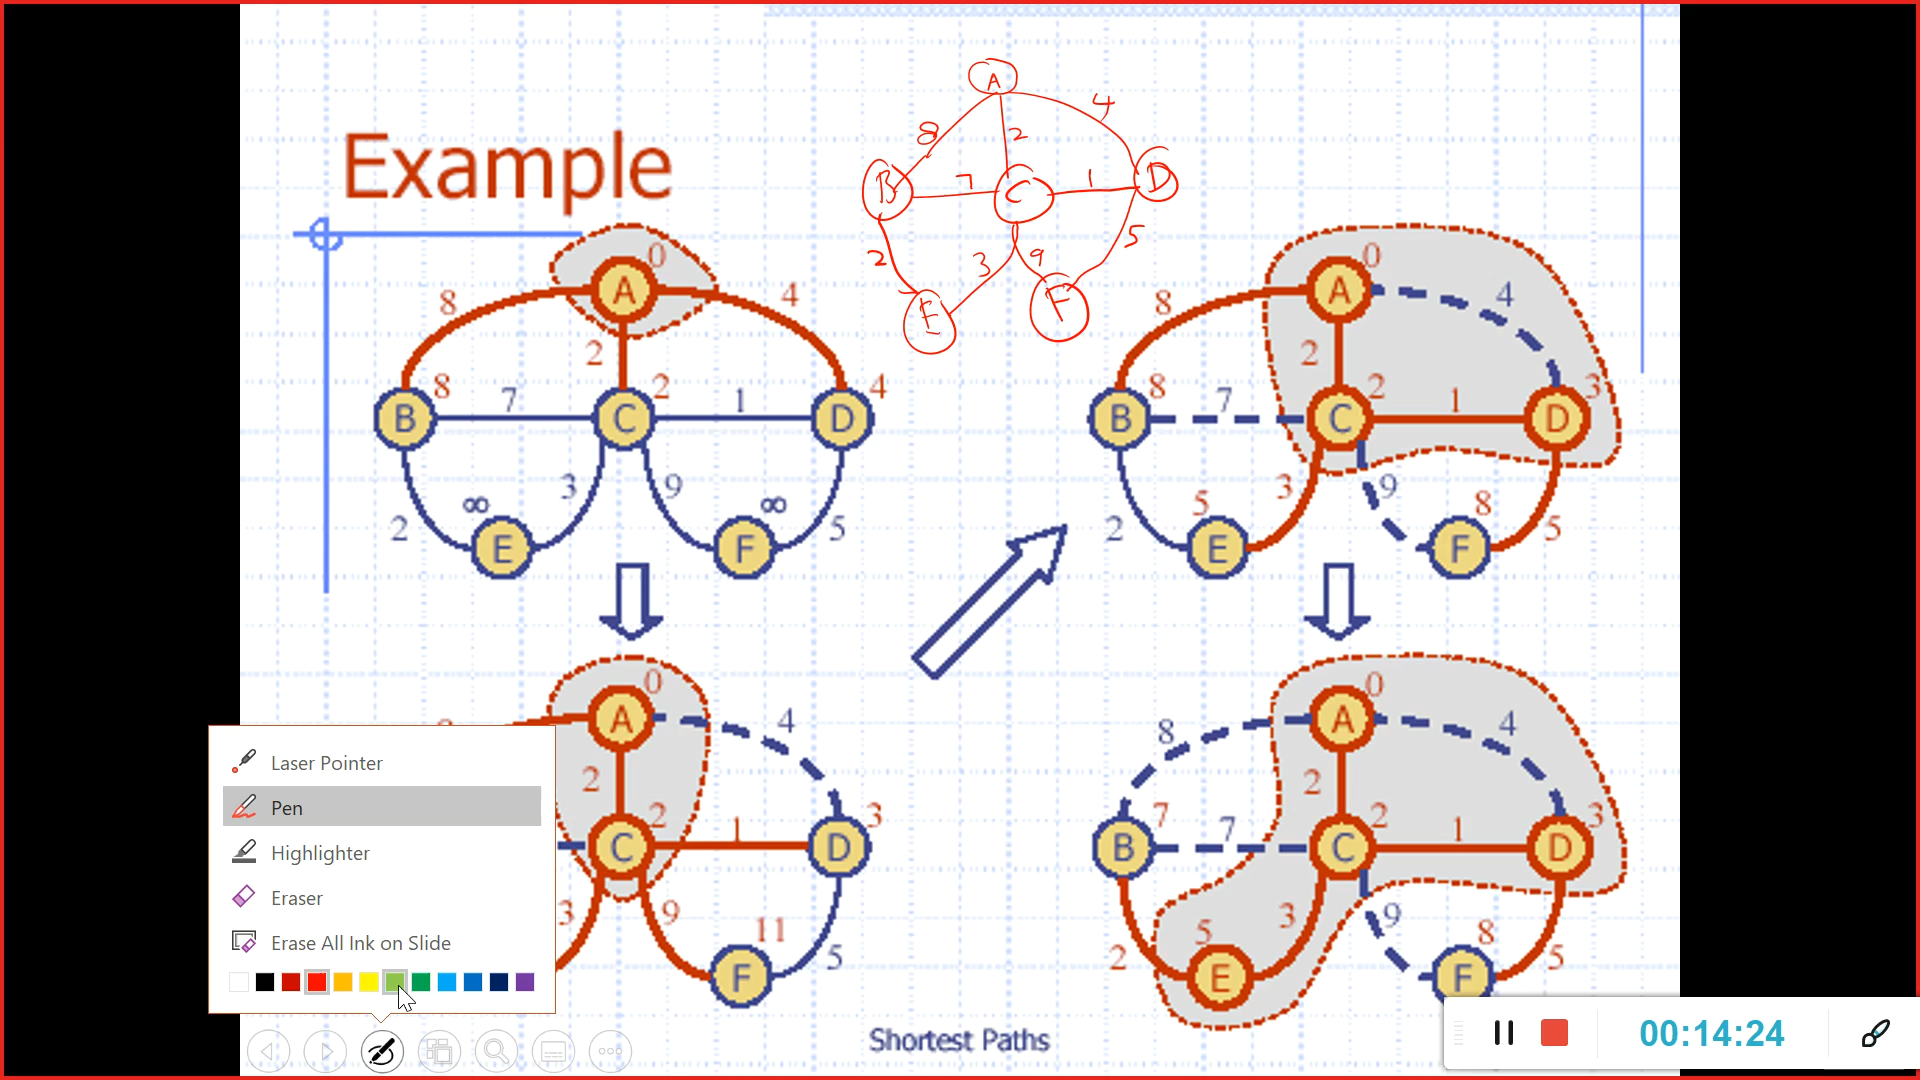 A
4
8
2
Example
B
7
C
1
D
0
5
0
2
3
9
A
A
8
4
E
F
8
4
2
2
8
2
4
8
2
3
B
7
C
1
D
B
7
C
1
D
3
9
3
9
∞
∞
5
8
2
E
F
5
2
E
F
5
0
0
A
4
8
A
4
2
2
2
3
7
2
3
C
1
D
B
7
C
1
D
3
9
11
5
3
9
8
F
5
2
E
F
5
Laser Pointer
Pen
Highlighter
Eraser
Erase All Ink on Slide
Shortest Paths
00:14:24